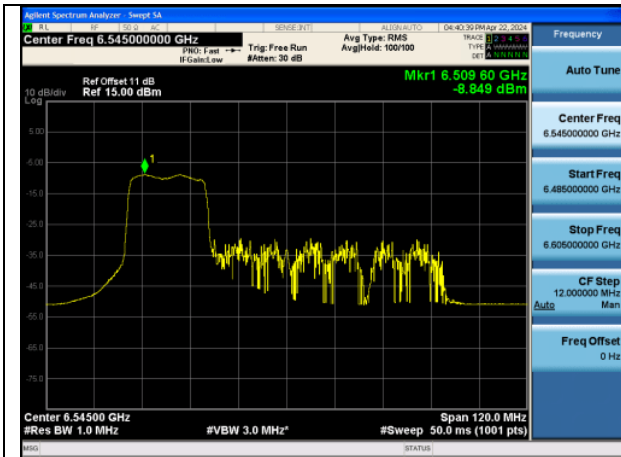 Agilent Spectrum Analyzer - Swept SA
RL RF 50 Ω AC SENSE:INT ALIGN AUTO 04:40:39 PM Apr 22, 2024
Center Freq 6.545000000 GHz
PNO: Fast
IFGain:Low
Trig: Free Run
#Atten: 30 dB
Avg Type: RMS
Avg|Hold: 100/100
TRACE 1 2 3 4 5 6
TYPE A WWWWW
DET A N N N N N
Ref Offset 11 dB
Ref 15.00 dBm
10 dB/div
Log
Mkr1 6.509 60 GHz
-8.849 dBm
1
5.00
-5.00
-15.0
-25.0
-35.0
-45.0
-55.0
-65.0
-75.0
Center 6.54500 GHz
Span 120.0 MHz
#Res BW 1.0 MHz
#VBW 3.0 MHz*
#Sweep 50.0 ms (1001 pts)
MSG
STATUS
Frequency
Auto Tune
Center Freq
6.545000000 GHz
Start Freq
6.485000000 GHz
Stop Freq
6.605000000 GHz
CF Step
12.000000 MHz
Auto Man
Freq Offset
0 Hz